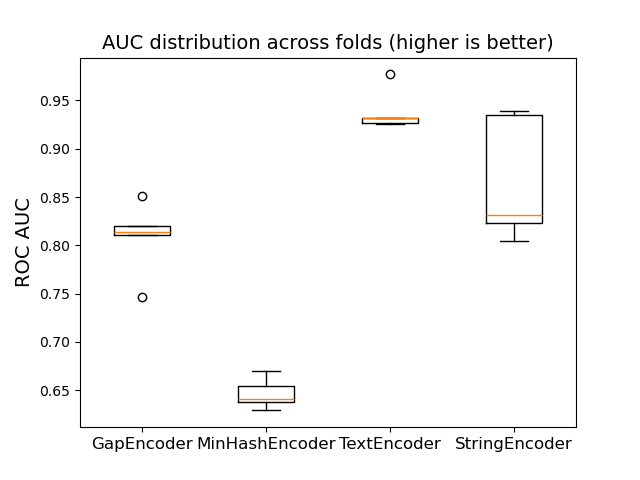 AUC distribution across folds (higher is better)
ROC AUC
0.95
0.90
0.85
0.80
0.75
0.70
0.65
GapEncoder MinHashEncoder TextEncoder StringEncoder